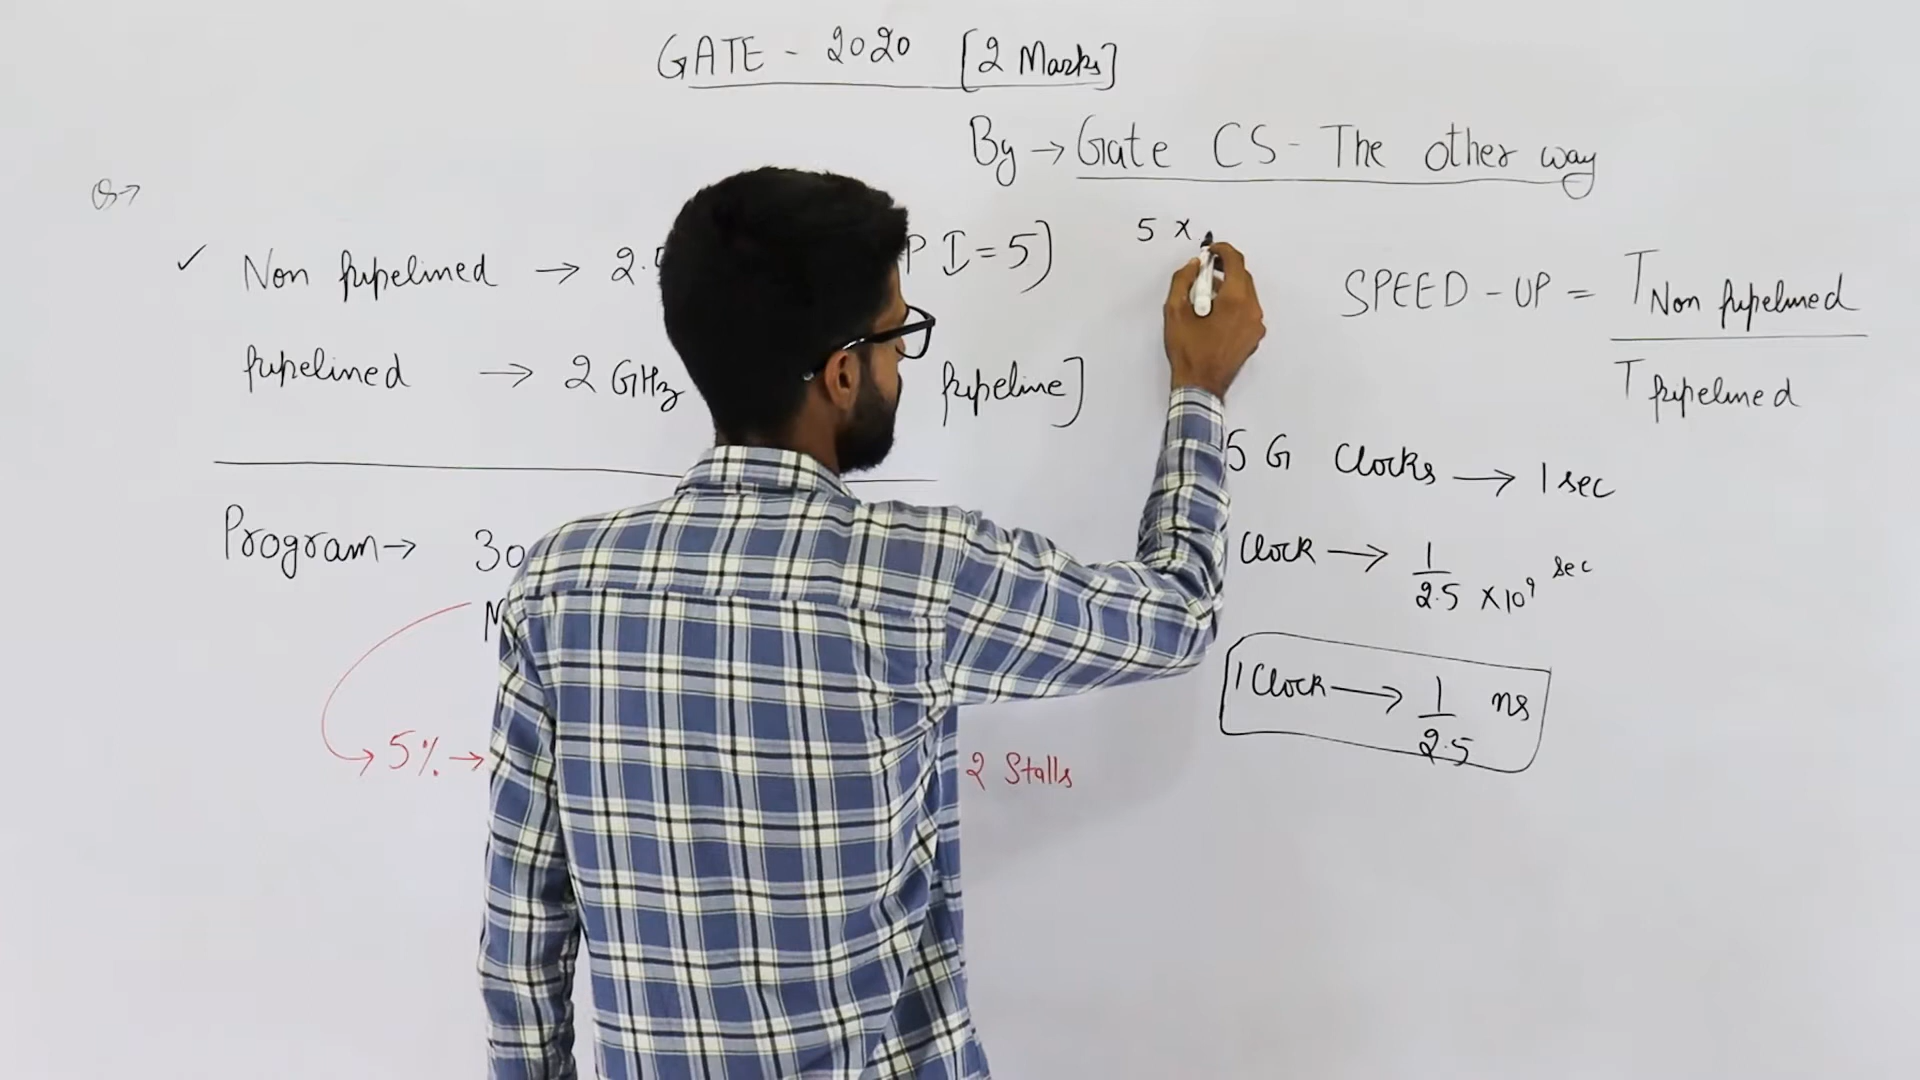 GATE - 2020 [2 Marks]
By → Gate CS - The other way
Q →
✓ Non pipelined → 2.5 P I = 5)
pipelined → 2 GHz pipeline]
Program → 30
N
5% → 2 Stalls
5 ×
SPEED - UP = T Non pipelined
T pipelined
5 G Clocks → 1 sec
Clock → 1
2.5 × 10⁹ sec
1 Clock → 1 ns
2.5